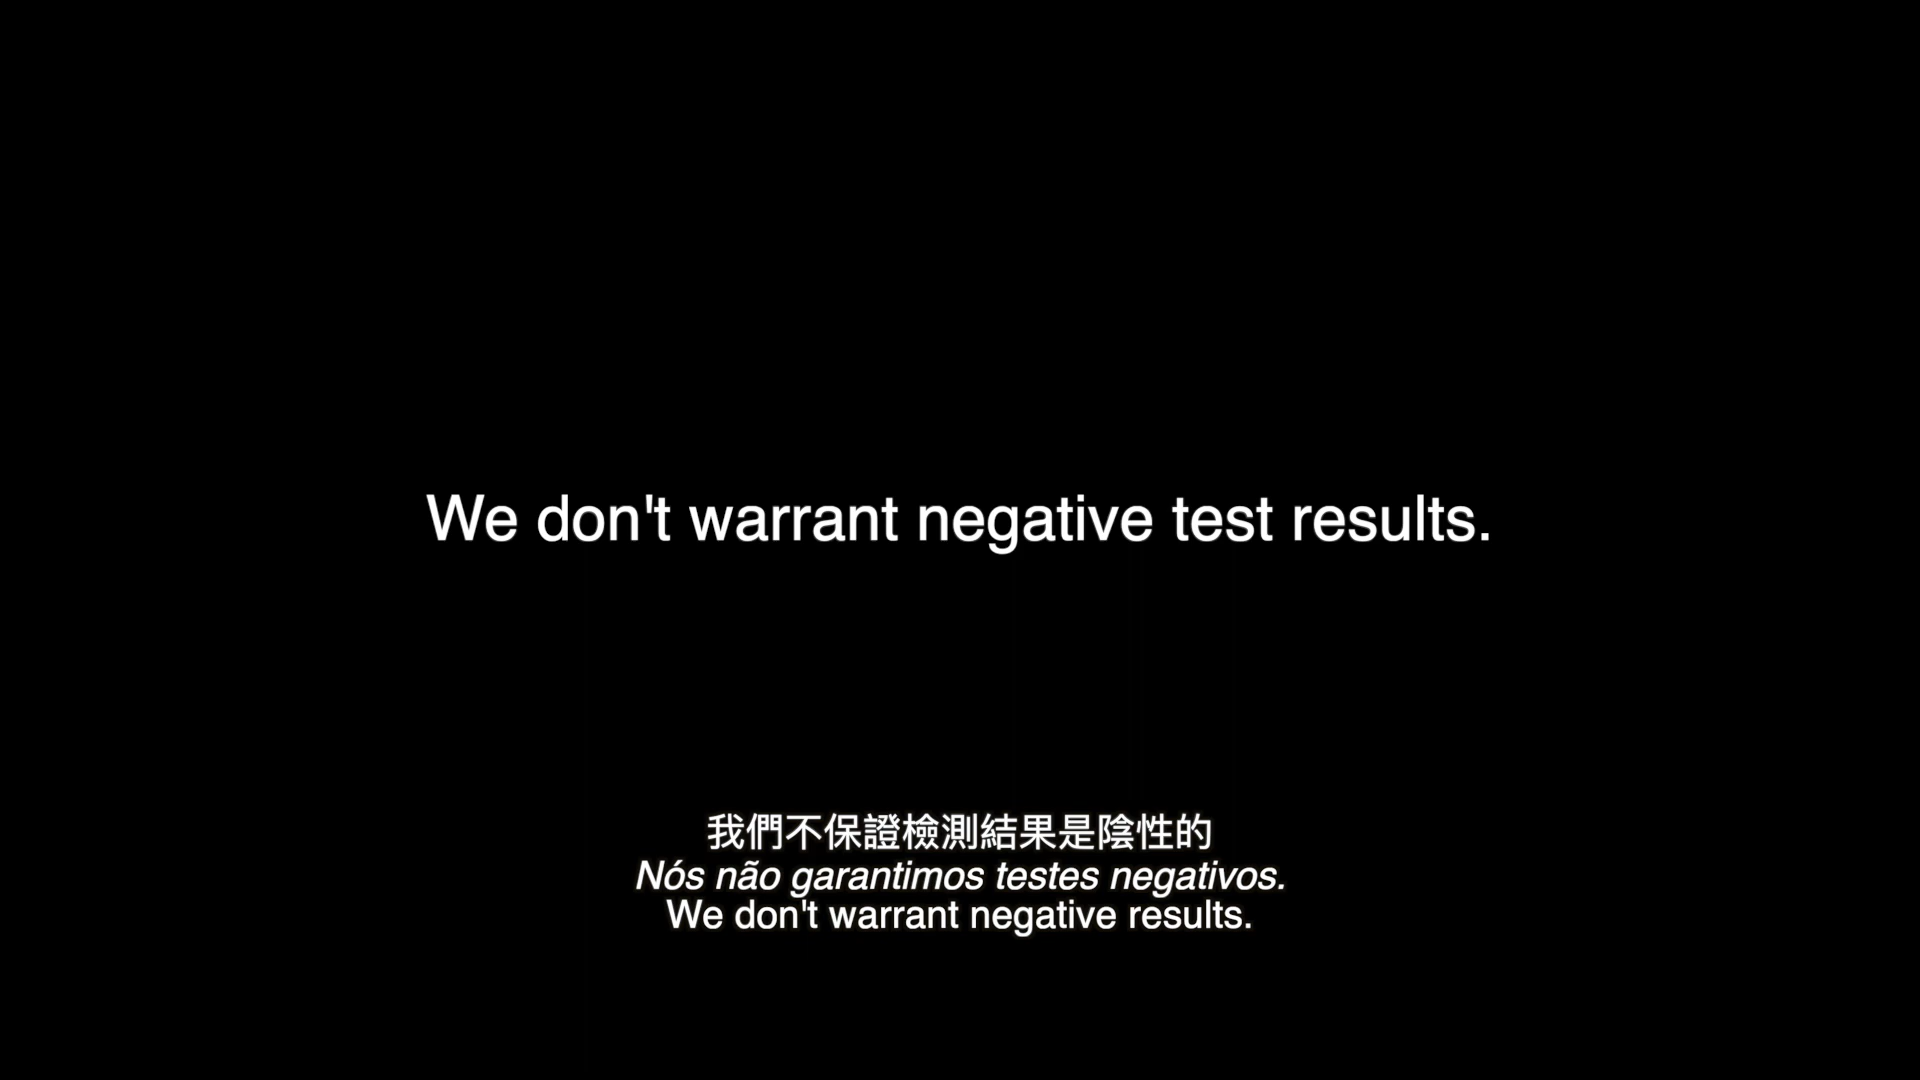 We don't warrant negative test results.
我們不保證檢測結果是陰性的
Nós não garantimos testes negativos.
We don't warrant negative results.